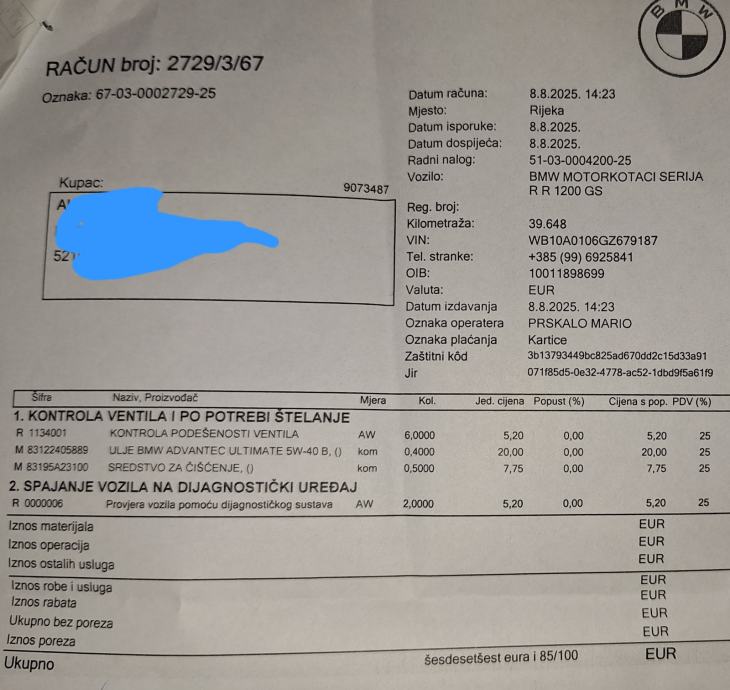 BMW
RAČUN broj: 2729/3/67
Oznaka: 67-03-0002729-25
Datum računa: 8.8.2025. 14:23
Mjesto: Rijeka
Datum isporuke: 8.8.2025.
Datum dospijeća: 8.8.2025.
Radni nalog: 51-03-0004200-25
Vozilo: BMW MOTORKOTACI SERIJA
R R 1200 GS
Kupac: 9073487
Reg. broj:
Kilometraža: 39.648
VIN: WB10A0106GZ679187
Tel. stranke: +385 (99) 6925841
OIB: 10011898699
Valuta: EUR
Datum izdavanja 8.8.2025. 14:23
Oznaka operatera PRSKALO MARIO
Oznaka plaćanja Kartice
Zaštitni kôd 3b13793449bc825ad670dd2c15d33a91
Jir 071f85d5-0e32-4778-ac52-1dbd9f5a61f9
Šifra Naziv, Proizvođač Mjera Kol. Jed. cijena Popust (%) Cijena s pop. PDV (%)
1. KONTROLA VENTILA I PO POTREBI ŠTELANJE
R 1134001 KONTROLA PODEŠENOSTI VENTILA AW 6,0000 5,20 0,00 5,20 25
M 83122405889 ULJE BMW ADVANTEC ULTIMATE 5W-40 B, () kom 0,4000 20,00 0,00 20,00 25
M 83195A23100 SREDSTVO ZA ČIŠĆENJE, () kom 0,5000 7,75 0,00 7,75 25
2. SPAJANJE VOZILA NA DIJAGNOSTIČKI UREĐAJ
R 0000006 Provjera vozila pomoću dijagnostičkog sustava AW 2,0000 5,20 0,00 5,20 25
Iznos materijala EUR
Iznos operacija EUR
Iznos ostalih usluga EUR
Iznos robe i usluga EUR
Iznos rabata EUR
Ukupno bez poreza EUR
Iznos poreza EUR
Ukupno šesdesetšest eura i 85/100 EUR